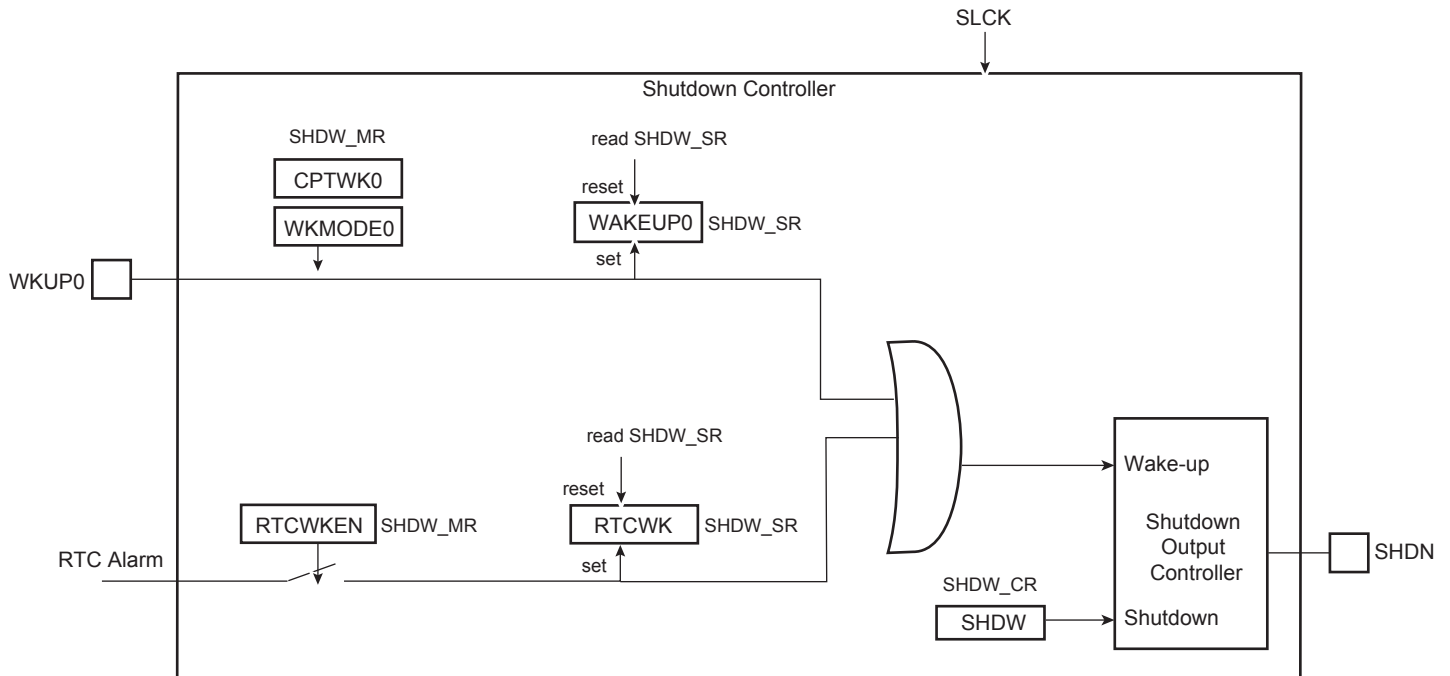 SLCK
Shutdown Controller
SHDW_MR
read SHDW_SR
CPTWK0
reset
WKMODE0
WAKEUP0
SHDW_SR
set
WKUP0
read SHDW_SR
Wake-up
reset
RTCWKEN
SHDW_MR
RTCWK
SHDW_SR
Shutdown
Output
Controller
RTC Alarm
set
SHDN
SHDW_CR
SHDW
Shutdown